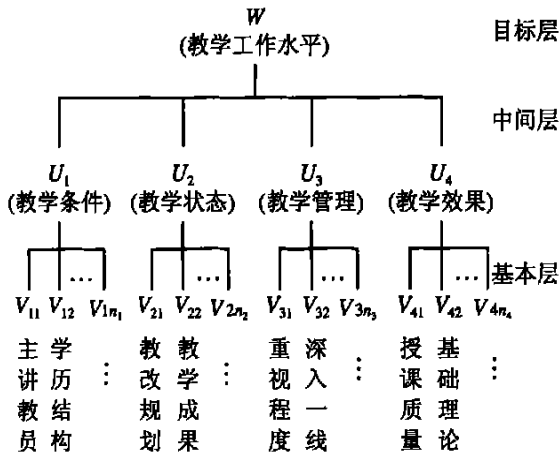 W
(教学工作水平)
目标层
中间层
U₁ U₂ U₃ U₄
(教学条件) (教学状态) (教学管理) (教学效果)
… … … … 基本层
V₁₁ V₁₂ V1n₁ V₂₁ V₂₂ V2n₂ V₃₁ V₃₂ V3n₃ V₄₁ V₄₂ V4n₄
主讲教员
学历结构
⋮
教改规划
教学成果
⋮
重视程度
深入一线
⋮
授课质量
基础理论
⋮